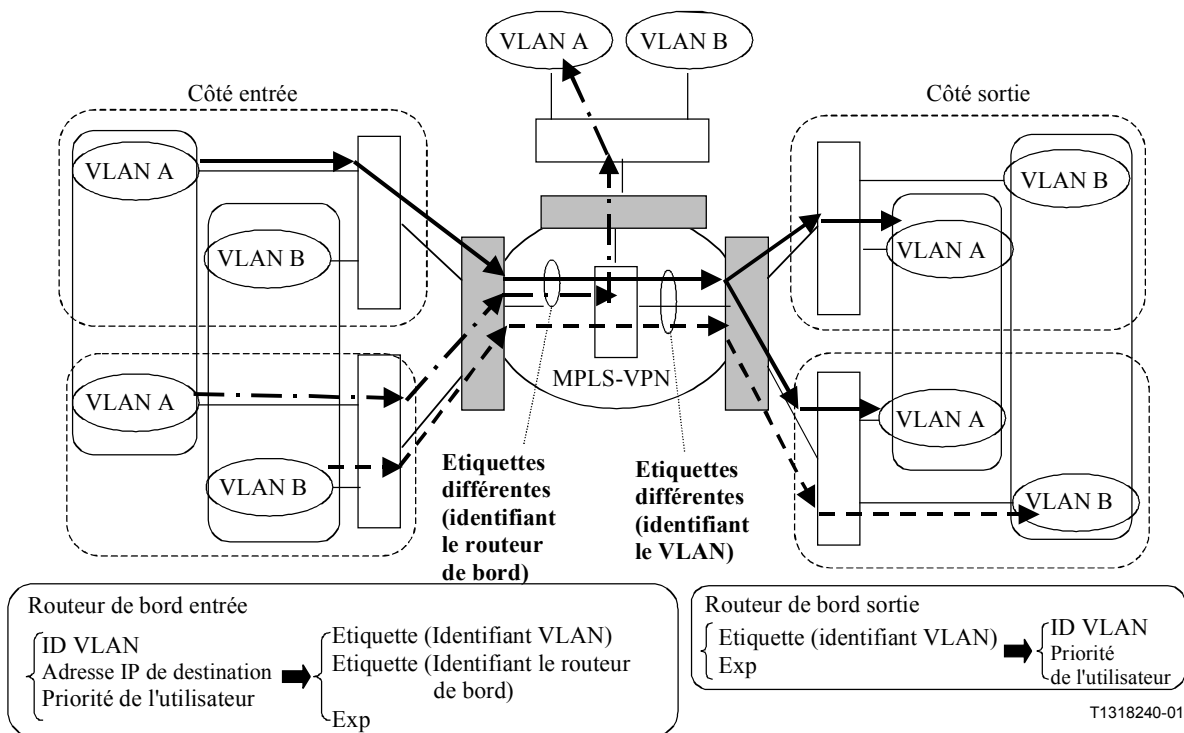 VLAN A
VLAN B
Côté entrée
Côté sortie
VLAN A
VLAN B
VLAN B
VLAN A
MPLS-VPN
VLAN A
VLAN A
VLAN B
VLAN B
Etiquettes
différentes
(identifiant
le routeur
de bord)
Etiquettes
différentes
(identifiant
le VLAN)
Routeur de bord entrée
ID VLAN
Adresse IP de destination
Priorité de l'utilisateur
Etiquette (Identifiant VLAN)
Etiquette (Identifiant le routeur
de bord)
Exp
Routeur de bord sortie
Etiquette (identifiant VLAN)
Exp
ID VLAN
Priorité
de l'utilisateur
T1318240-01